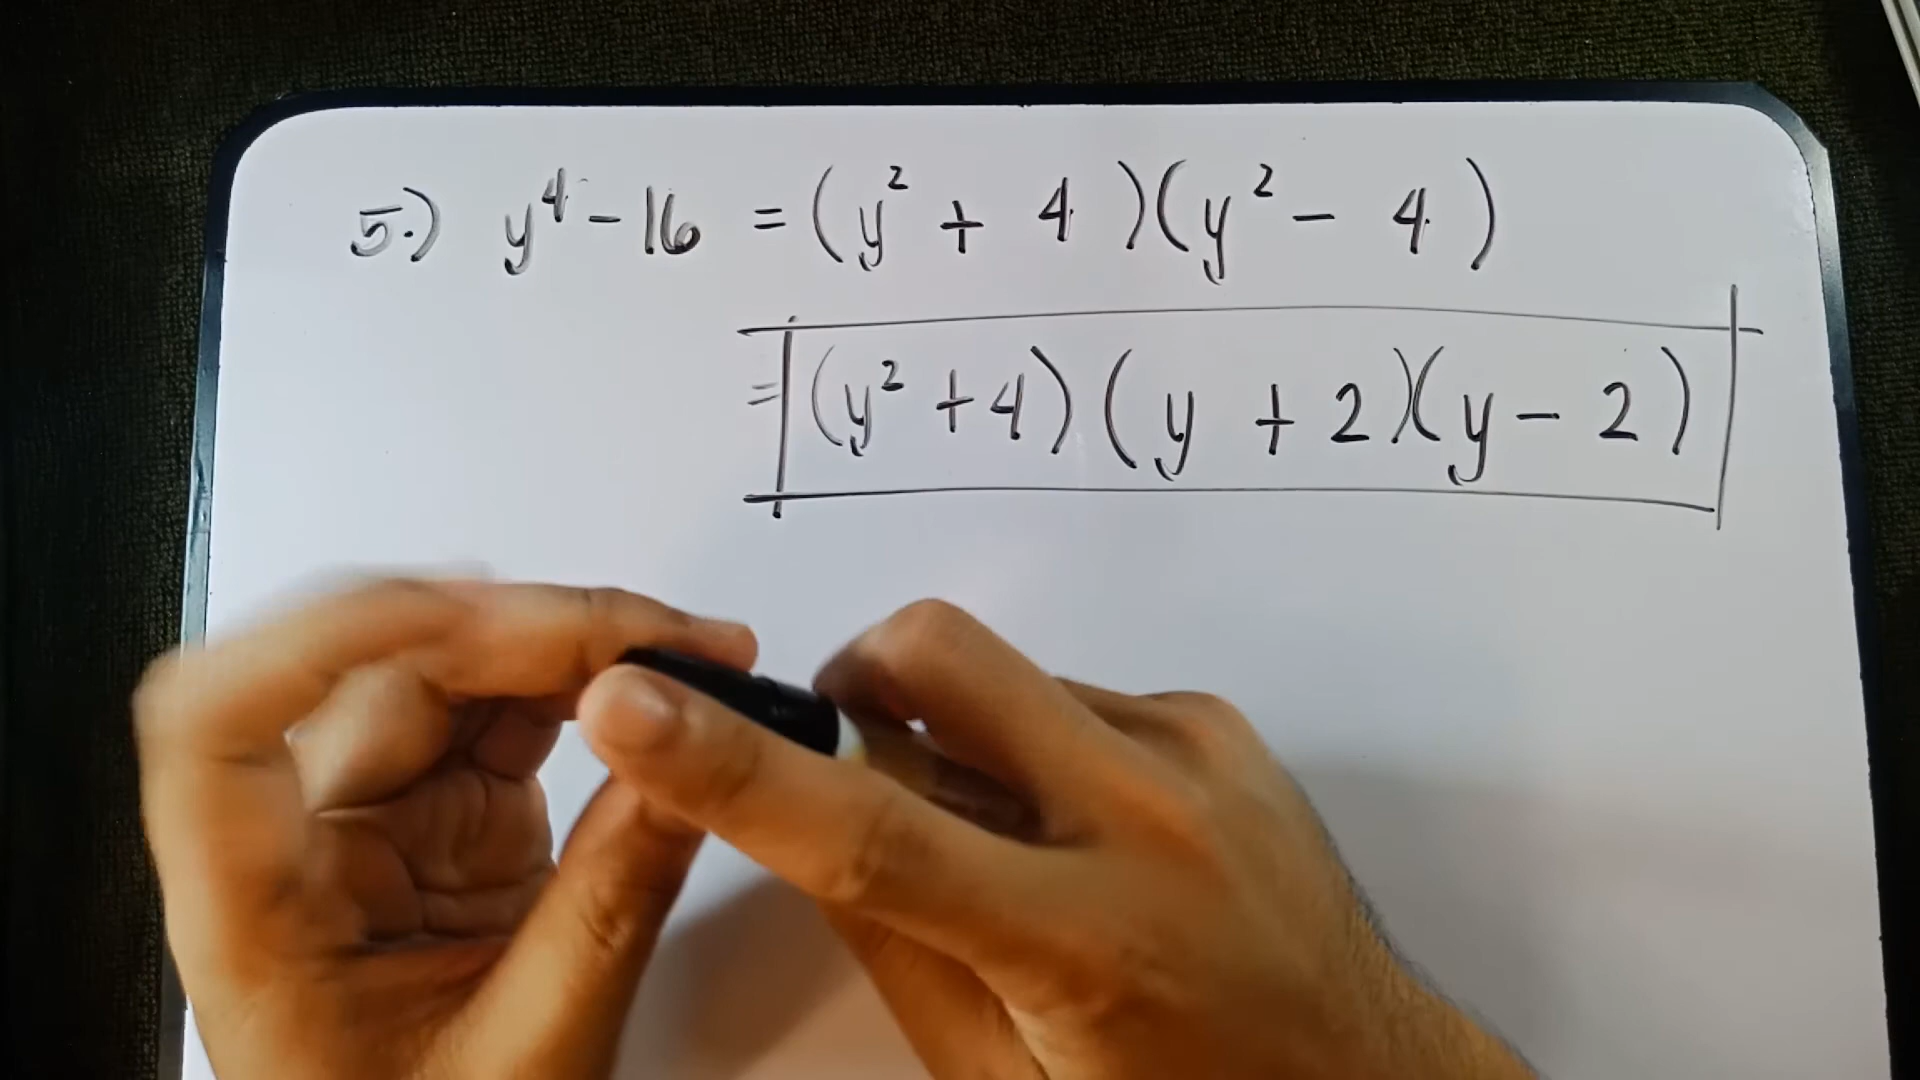 5.) y⁴ - 16 = (y² + 4)(y² - 4)
= (y² + 4)(y + 2)(y - 2)